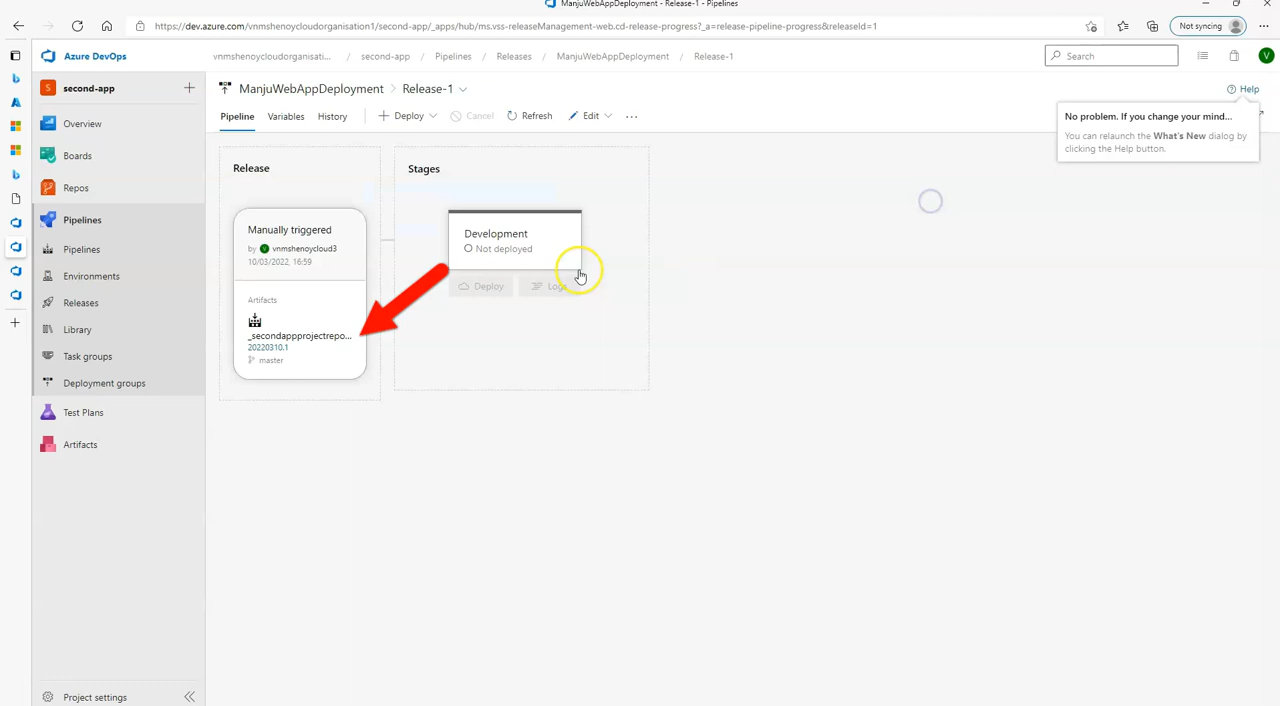 ManjuWebAppDeployment - Release-1 - Pipelines
https://dev.azure.com/vnmshenoycloudorganisation1/second-app/_apps/hub/ms.vss-releaseManagement-web.cd-release-progress?_a=release-pipeline-progress&releaseId=1
Not syncing
Azure DevOps
vnmshenoycloudorganisati... / second-app / Pipelines / Releases / ManjuWebAppDeployment / Release-1
Search
V
S second-app
ManjuWebAppDeployment > Release-1
Help
Pipeline Variables History Deploy Cancel Refresh Edit ...
No problem. If you change your mind...
You can relaunch the What's New dialog by
clicking the Help button.
Overview
Boards
Repos
Pipelines
Pipelines
Environments
Releases
Library
Task groups
Deployment groups
Test Plans
Artifacts
Project settings
Release
Manually triggered
by V vnmshenoycloud3
10/03/2022, 16:59
Artifacts
_secondappprojectrepo...
20220310.1
master
Stages
Development
Not deployed
Deploy Logs